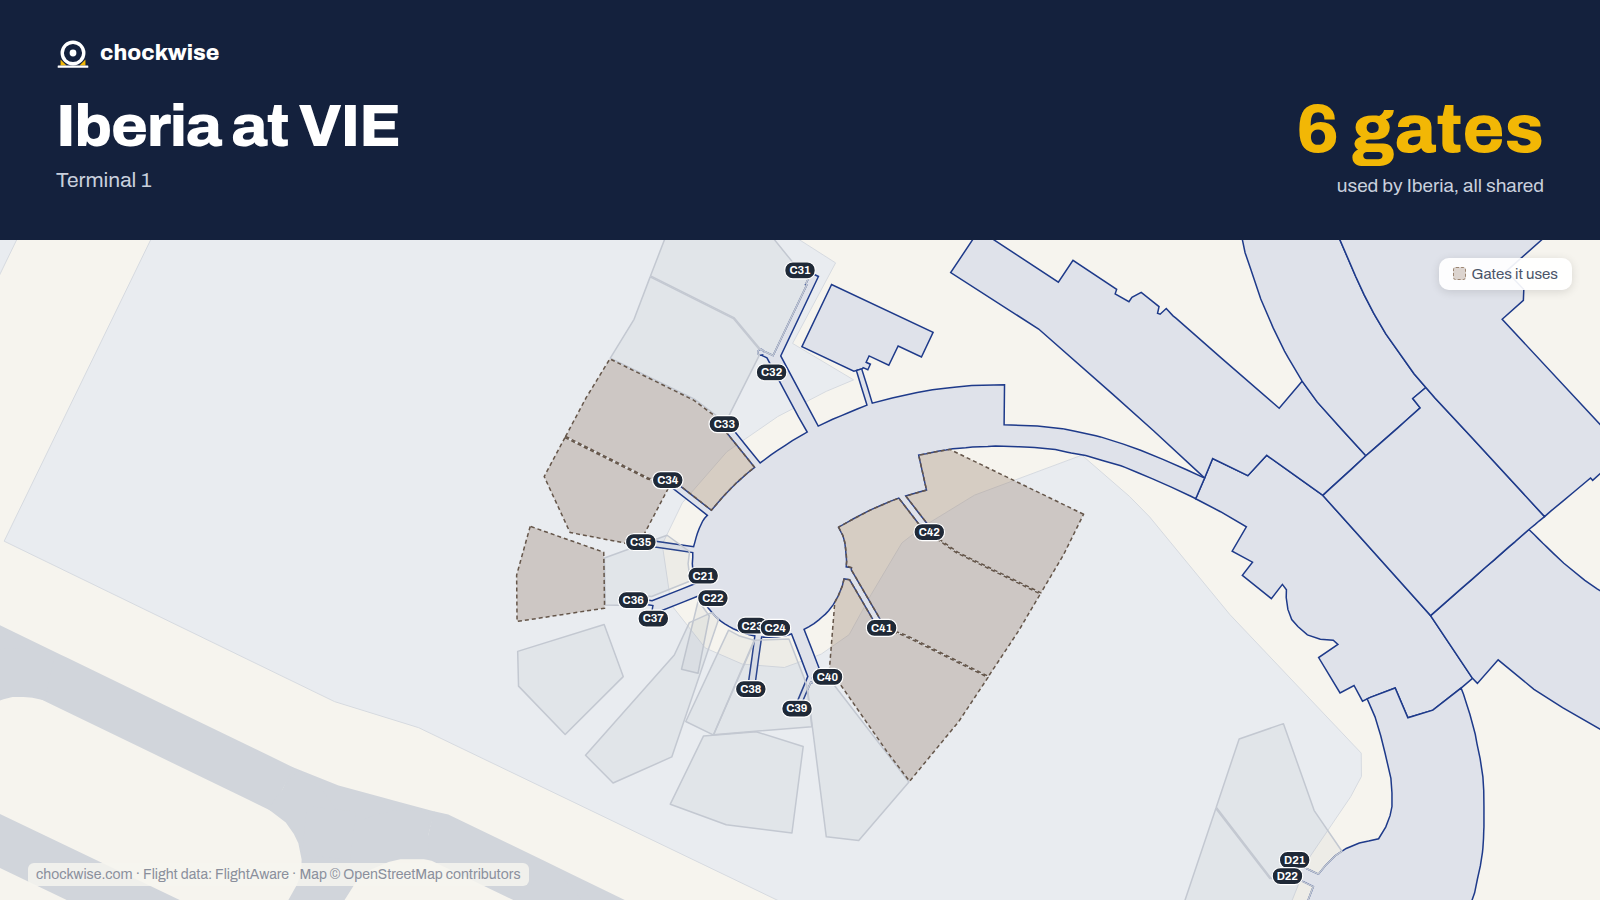 chockwise
Iberia at VIE
Terminal 1
6 gates
used by Iberia, all shared
Gates it uses
C31
C32
C33
C34
C35
C21
C36
C22
C37
C23
C24
C42
C41
C40
C38
C39
D21
D22
chockwise.com · Flight data: FlightAware · Map © OpenStreetMap contributors